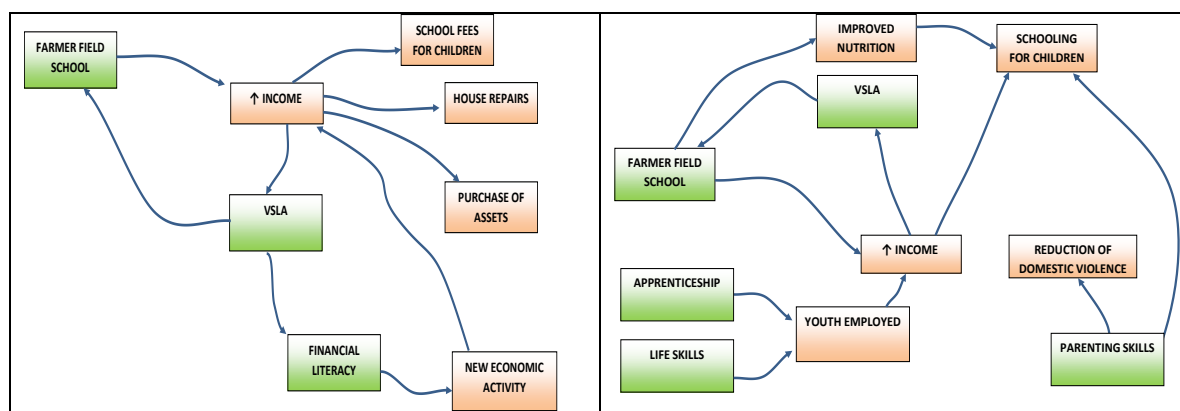 FARMER FIELD
SCHOOL
SCHOOL FEES
FOR CHILDREN
↑ INCOME
HOUSE REPAIRS
PURCHASE OF
ASSETS
VSLA
FINANCIAL
LITERACY
NEW ECONOMIC
ACTIVITY
IMPROVED
NUTRITION
SCHOOLING
FOR CHILDREN
VSLA
FARMER FIELD
SCHOOL
↑ INCOME
REDUCTION OF
DOMESTIC VIOLENCE
APPRENTICESHIP
YOUTH EMPLOYED
LIFE SKILLS
PARENTING SKILLS